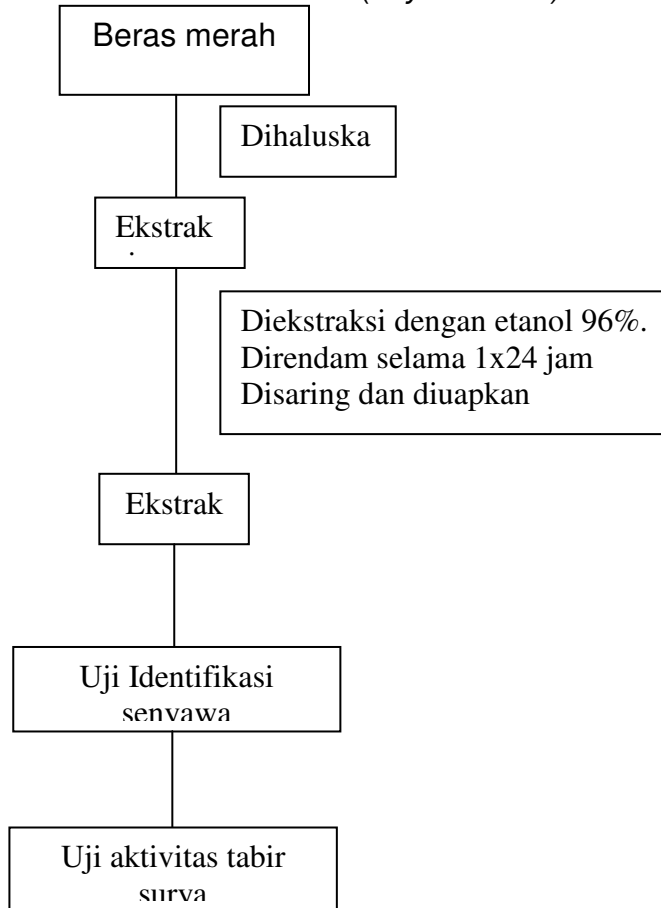 Beras merah
Dihaluska
Ekstrak
Diekstraksi dengan etanol 96%.
Direndam selama 1x24 jam
Disaring dan diuapkan
Ekstrak
Uji Identifikasi
senyawa
Uji aktivitas tabir
surya